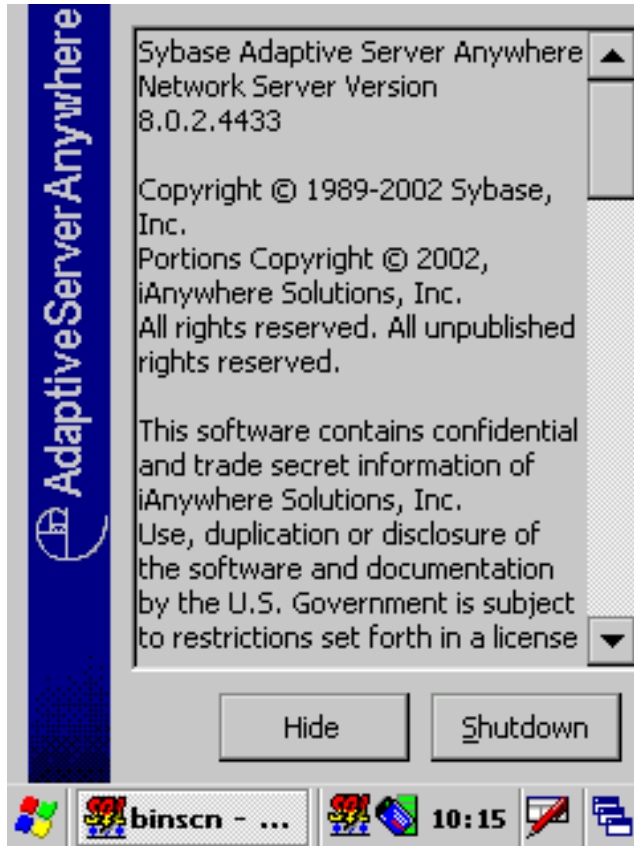 AdaptiveServerAnywhere
Sybase Adaptive Server Anywhere
Network Server Version
8.0.2.4433
Copyright © 1989-2002 Sybase,
Inc.
Portions Copyright © 2002,
iAnywhere Solutions, Inc.
All rights reserved. All unpublished
rights reserved.
This software contains confidential
and trade secret information of
iAnywhere Solutions, Inc.
Use, duplication or disclosure of
the software and documentation
by the U.S. Government is subject
to restrictions set forth in a license
Hide
Shutdown
binscn - ...
10:15